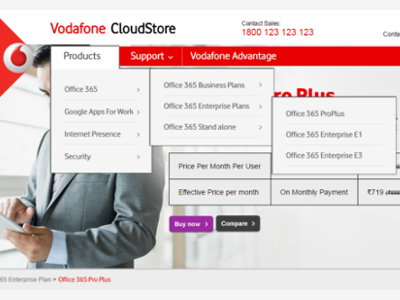 Vodafone CloudStore
Contact Sales:
1800 123 123 123
Conta
Products
Support
Vodafone Advantage
Office 365
Google Apps For Work
Internet Presence
Security
Office 365 Business Plans
Office 365 Enterprise Plans
Office 365 Stand alone
ro Plus
Office 365 ProPlus
Office 365 Enterprise E1
Office 365 Enterprise E3
Price Per Month Per User
Effective Price per month
On Monthly Payment
₹719
Buy now
Compare
65 Enterprise Plan > Office 365 Pro Plus